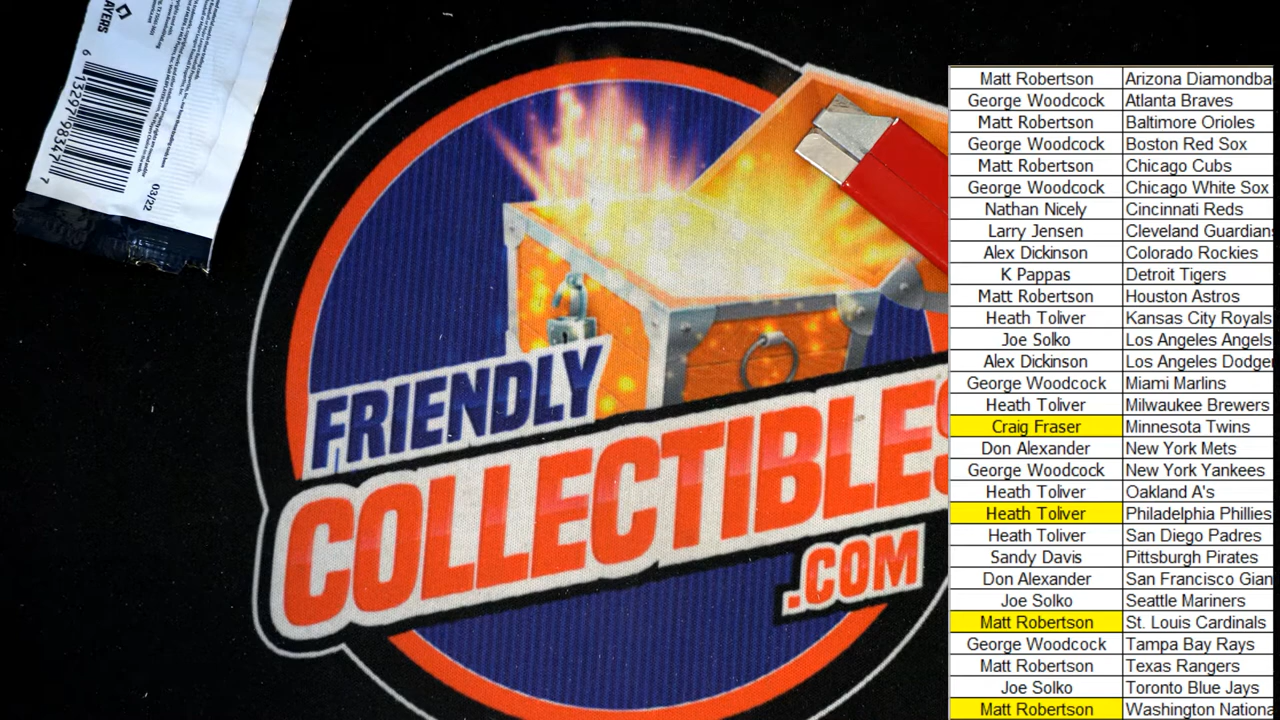 AYERS
6 13297 98347 7
03/22
FRIENDLY
COLLECTIBLES
.COM
Matt Robertson Arizona Diamondba
George Woodcock Atlanta Braves
Matt Robertson Baltimore Orioles
George Woodcock Boston Red Sox
Matt Robertson Chicago Cubs
George Woodcock Chicago White Sox
Nathan Nicely Cincinnati Reds
Larry Jensen Cleveland Guardians
Alex Dickinson Colorado Rockies
K Pappas Detroit Tigers
Matt Robertson Houston Astros
Heath Toliver Kansas City Royals
Joe Solko Los Angeles Angels
Alex Dickinson Los Angeles Dodger
George Woodcock Miami Marlins
Heath Toliver Milwaukee Brewers
Craig Fraser Minnesota Twins
Don Alexander New York Mets
George Woodcock New York Yankees
Heath Toliver Oakland A's
Heath Toliver Philadelphia Phillies
Heath Toliver San Diego Padres
Sandy Davis Pittsburgh Pirates
Don Alexander San Francisco Gian
Joe Solko Seattle Mariners
Matt Robertson St. Louis Cardinals
George Woodcock Tampa Bay Rays
Matt Robertson Texas Rangers
Joe Solko Toronto Blue Jays
Matt Robertson Washington Nationa